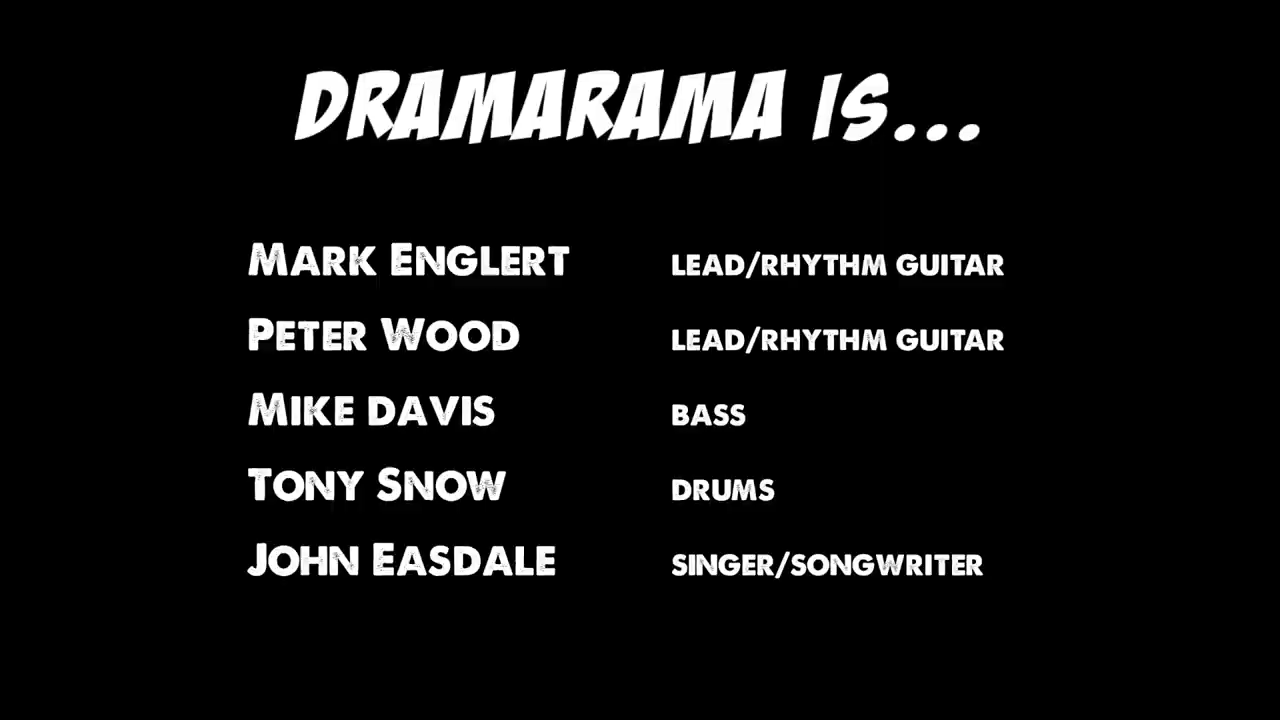 DRAMARAMA IS...
MARK ENGLERT LEAD/RHYTHM GUITAR
PETER WOOD LEAD/RHYTHM GUITAR
MIKE DAVIS BASS
TONY SNOW DRUMS
JOHN EASDALE SINGER/SONGWRITER